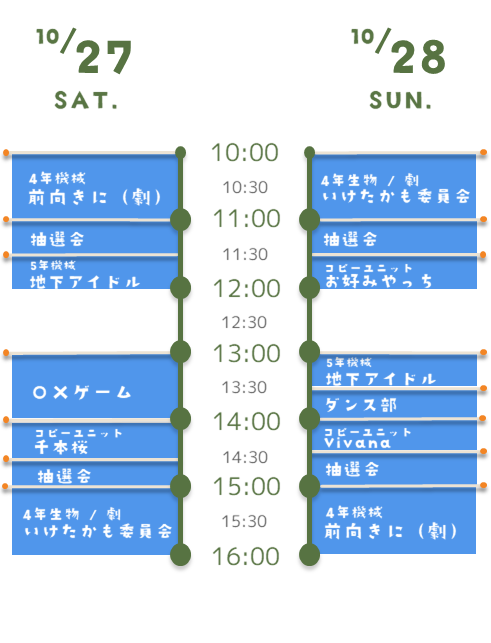 10/27
SAT.
4年機械
前向きに（劇）
抽選会
5年機械
地下アイドル
○×ゲーム
コピーユニット
千本桜
抽選会
4年生物 / 劇
いけたかも委員会
10:00
10:30
11:00
11:30
12:00
12:30
13:00
13:30
14:00
14:30
15:00
15:30
16:00
10/28
SUN.
4年生物 / 劇
いけたかも委員会
抽選会
コピーユニット
お好みやっち
5年機械
地下アイドル
ダンス部
コピーユニット
Vivana
抽選会
4年機械
前向きに（劇）